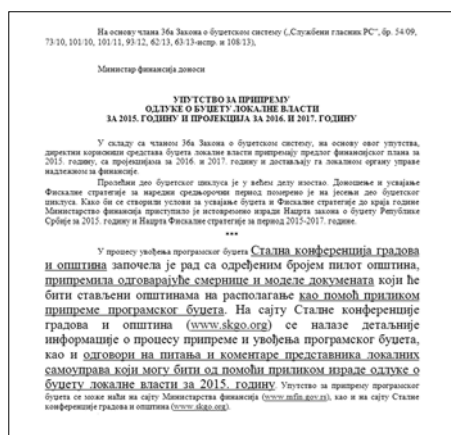 На основу члана 36а Закона о буџетском систему („Службени гласник РС“, бр. 54/09,
73/10, 101/10, 101/11, 93/12, 62/13, 63/13-испр. и 108/13),
Министар финансија доноси
УПУТСТВО ЗА ПРИПРЕМУ
ОДЛУКЕ О БУЏЕТУ ЛОКАЛНЕ ВЛАСТИ
ЗА 2015. ГОДИНУ И ПРОЈЕКЦИЈА ЗА 2016. И 2017. ГОДИНУ
У складу са чланом 36а Закона о буџетском систему, на основу овог упутства,
директни корисници средстава буџета локалне власти припремају предлог финансијског плана за
2015. годину, са пројекцијама за 2016. и 2017. годину и достављају га локалном органу управе
надлежном за финансије.
Пролећни део буџетског циклуса је у већем делу изостао. Доношење и усвајање
Фискалне стратегије за наредни средњорочни период померено је на јесењи део буџетског
циклуса. Како би се створили услови за усвајање буџета и Фискалне стратегије до краја године
Министарство финансија приступило је истовремено изради Нацрта закона о буџету Републике
Србије за 2015. годину и Нацрта Фискалне стратегије за период 2015-2017. године.
***
У процесу увођења програмског буџета Стална конференција градова
и општина започела је рад са одређеним бројем пилот општина,
припремила одговарајуће смернице и моделе докумената који ће
бити стављени општинама на располагање као помоћ приликом
припреме програмског буџета. На сајту Сталне конференције
градова и општина (www.skgo.org) се налазе детаљније
информације о процесу припреме и увођења програмског буџета,
као и одговори на питања и коментаре представника локалних
самоуправа који могу бити од помоћи приликом израде одлуке о
буџету локалне власти за 2015. годину. Упутство за припрему програмског
буџета се може наћи на сајту Министарства финансија (www.mfin.gov.rs), као и на сајту Сталне
конференције градова и општина (www.skgo.org).